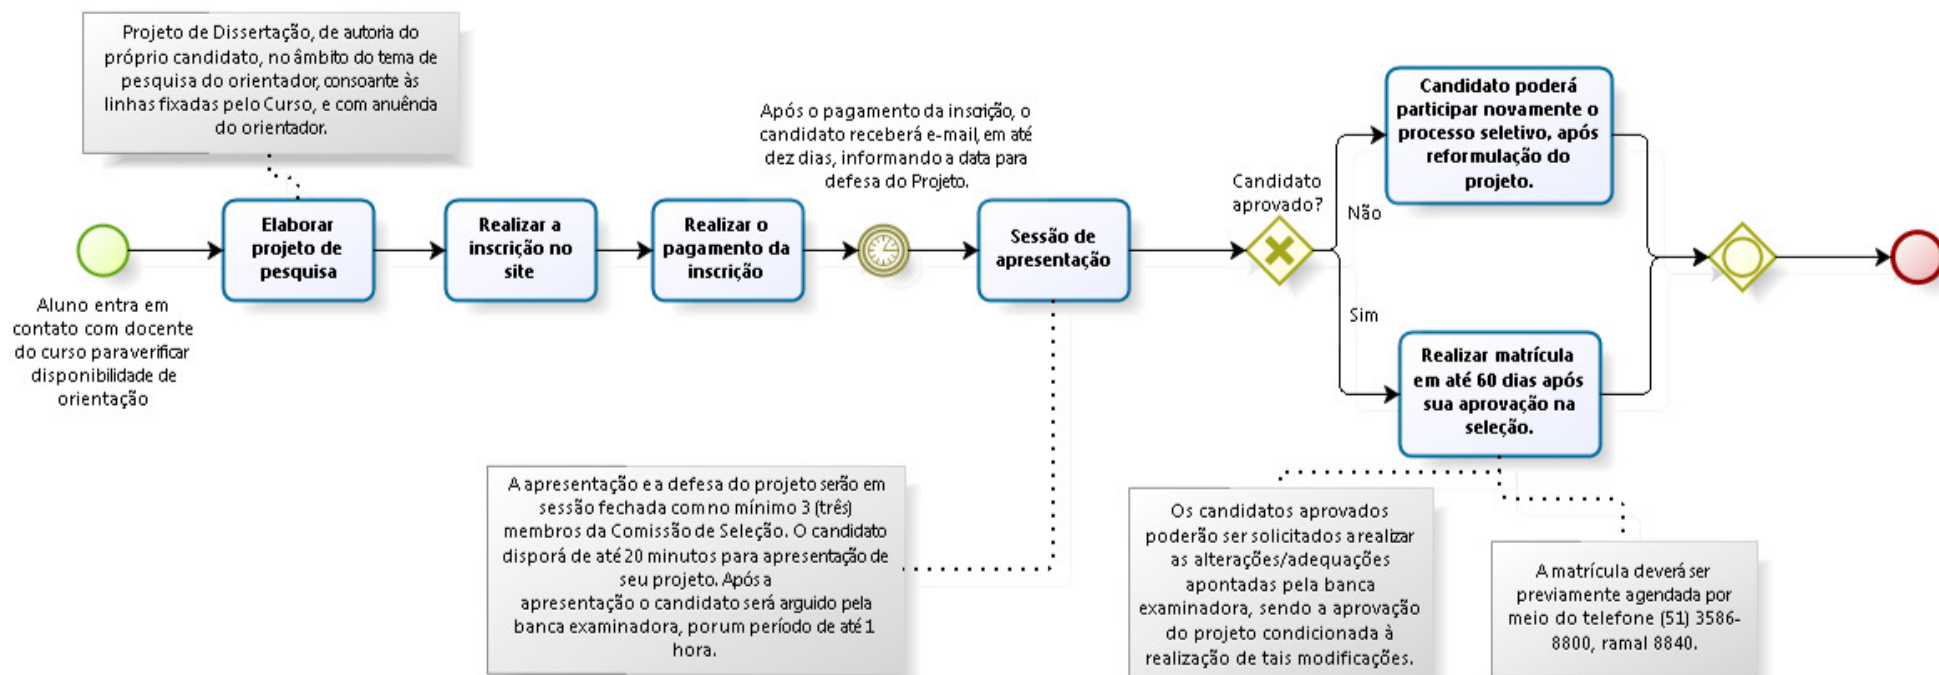 Projeto de Dissertação, de autoria do
próprio candidato, no âmbito do tema de
pesquisa do orientador, consoante às
linhas fixadas pelo Curso, e com anuência
do orientador.
Aluno entra em
contato com docente
do curso para verificar
disponibilidade de
orientação
Elaborar
projeto de
pesquisa
Realizar a
inscrição no
site
Realizar o
pagamento da
inscrição
Após o pagamento da inscrição, o
candidato receberá e-mail, em até
dez dias, informando a data para
defesa do Projeto.
Sessão de
apresentação
A apresentação e a defesa do projeto serão em
sessão fechada com no mínimo 3 (três)
membros da Comissão de Seleção. O candidato
disporá de até 20 minutos para apresentação de
seu projeto. Após a
apresentação o candidato será arguido pela
banca examinadora, por um período de até 1
hora.
Candidato
aprovado?
Não
Candidato poderá
participar novamente o
processo seletivo, após
reformulação do
projeto.
Sim
Realizar matrícula
em até 60 dias após
sua aprovação na
seleção.
Os candidatos aprovados
poderão ser solicitados a realizar
as alterações/adequações
apontadas pela banca
examinadora, sendo a aprovação
do projeto condicionada à
realização de tais modificações.
A matrícula deverá ser
previamente agendada por
meio do telefone (51) 3586-
8800, ramal 8840.